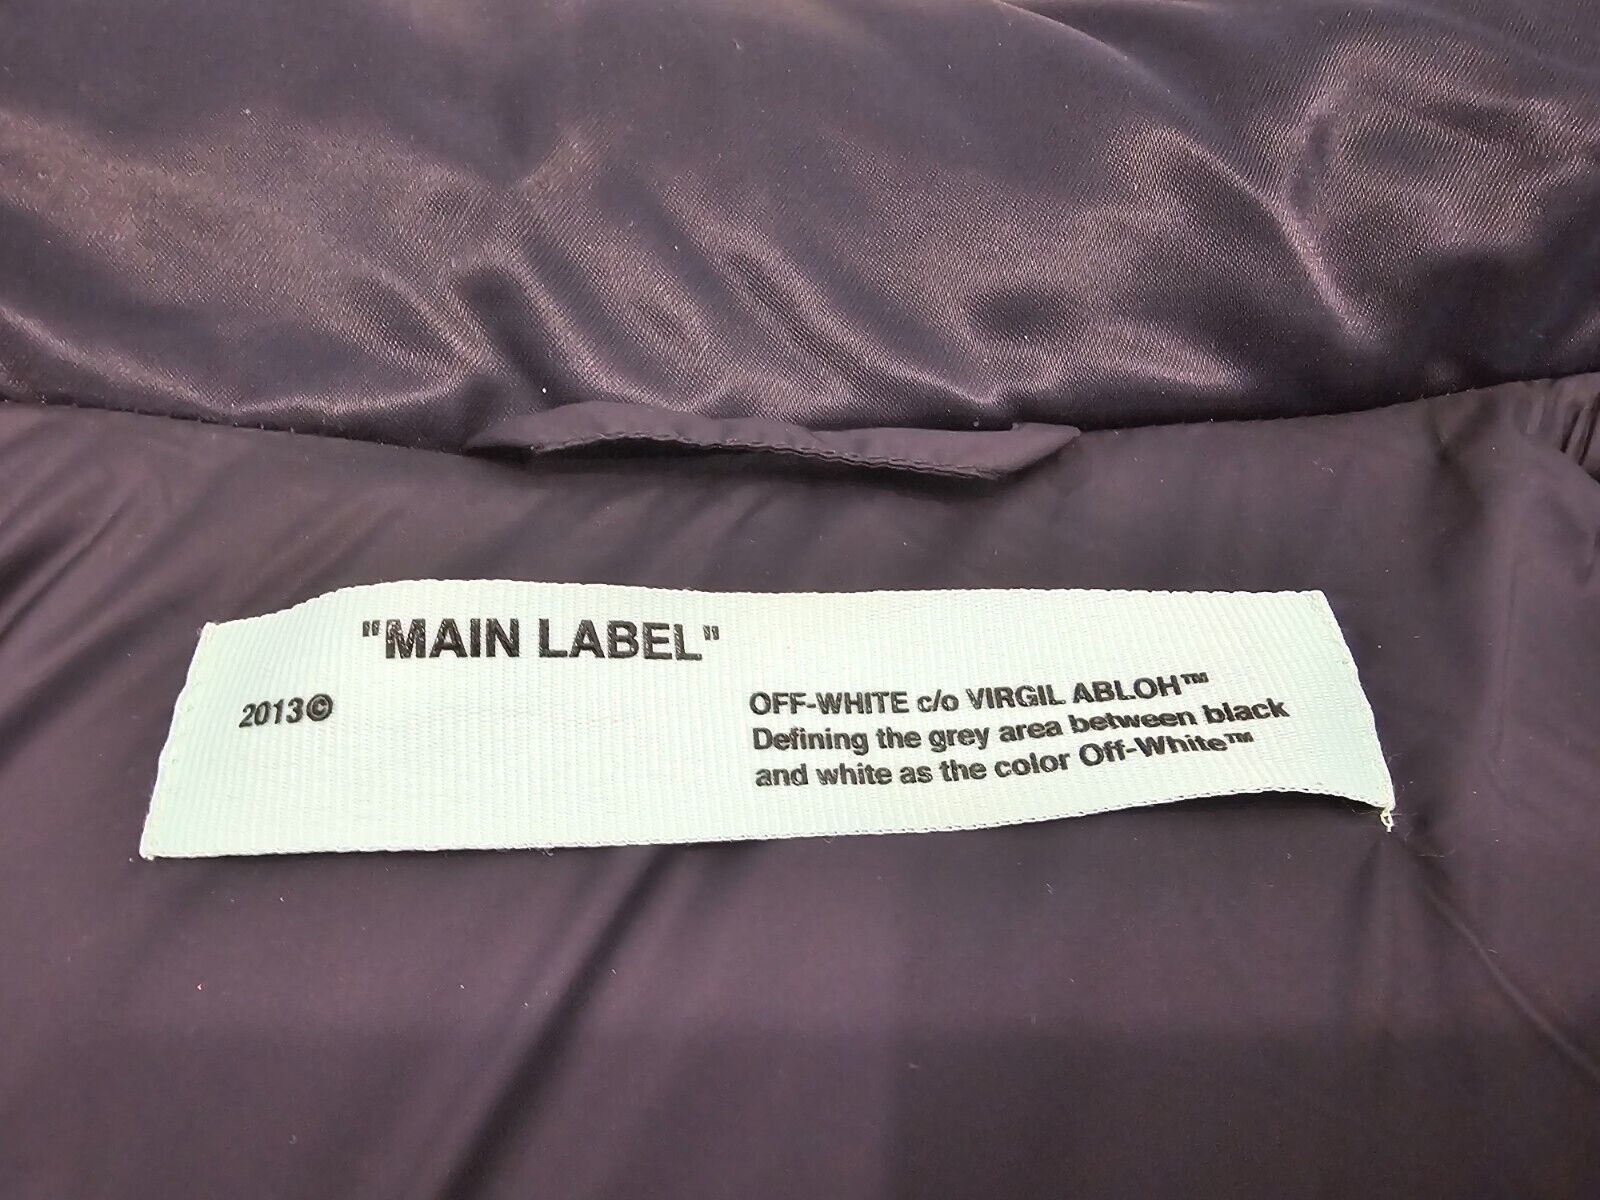 "MAIN LABEL"
2013©
OFF-WHITE c/o VIRGIL ABLOH™
Defining the grey area between black
and white as the color Off-White™